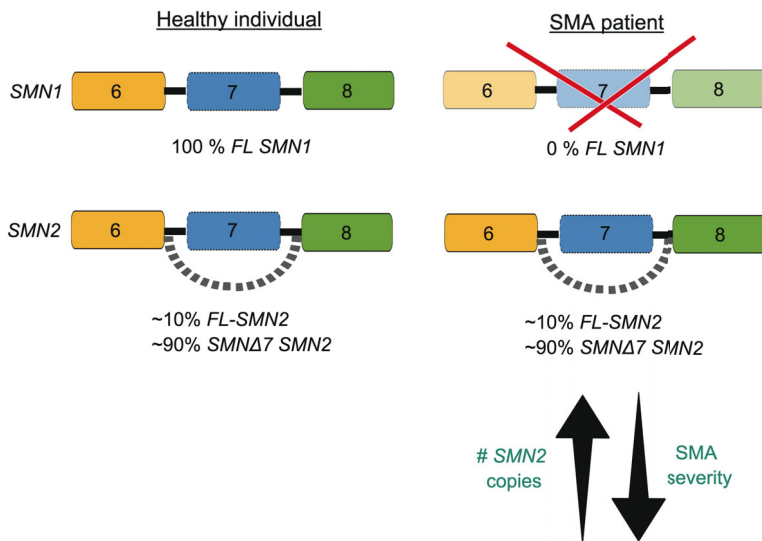 Healthy individual
SMA patient
SMN1
6
7
8
6
7
8
100 % FL SMN1
0 % FL SMN1
SMN2
6
7
8
6
7
8
~10% FL-SMN2
~90% SMNΔ7 SMN2
~10% FL-SMN2
~90% SMNΔ7 SMN2
# SMN2
copies
SMA
severity